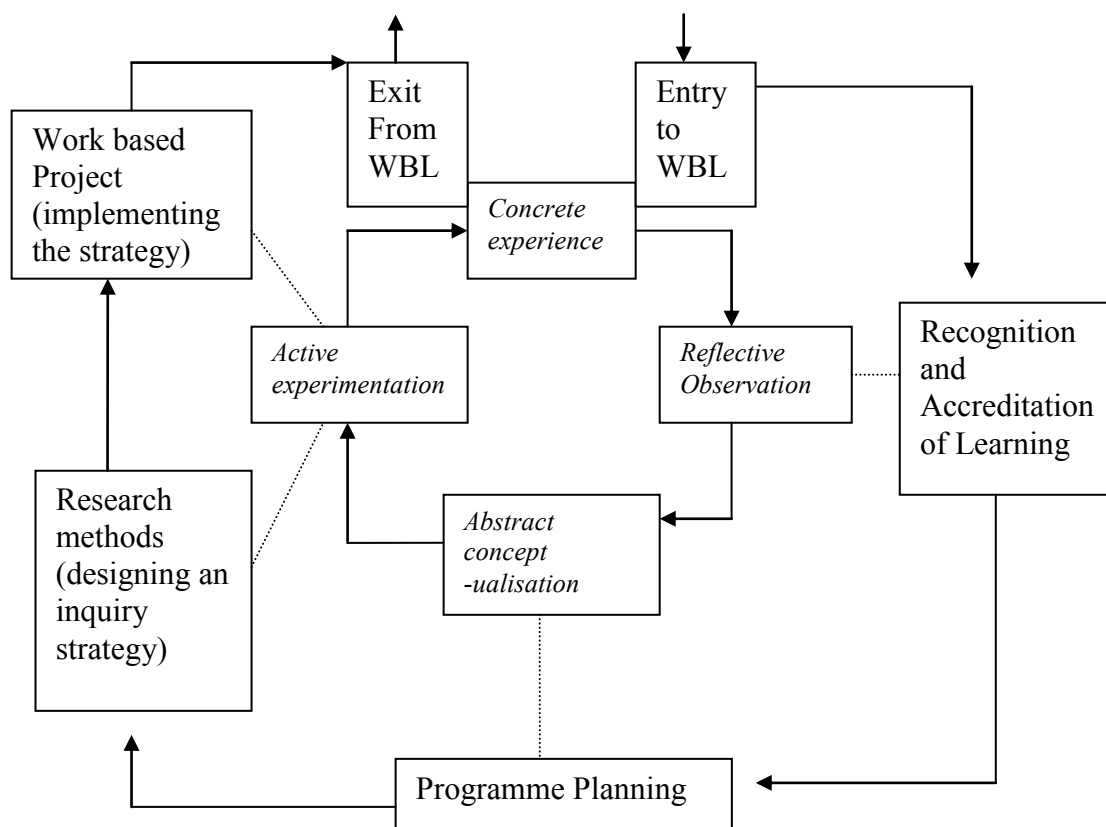 Exit
From
WBL
Entry
to
WBL
Work based
Project
(implementing
the strategy)
Concrete
experience
Active
experimentation
Reflective
Observation
Recognition
and
Accreditation
of Learning
Research
methods
(designing an
inquiry
strategy)
Abstract
concept
-ualisation
Programme Planning